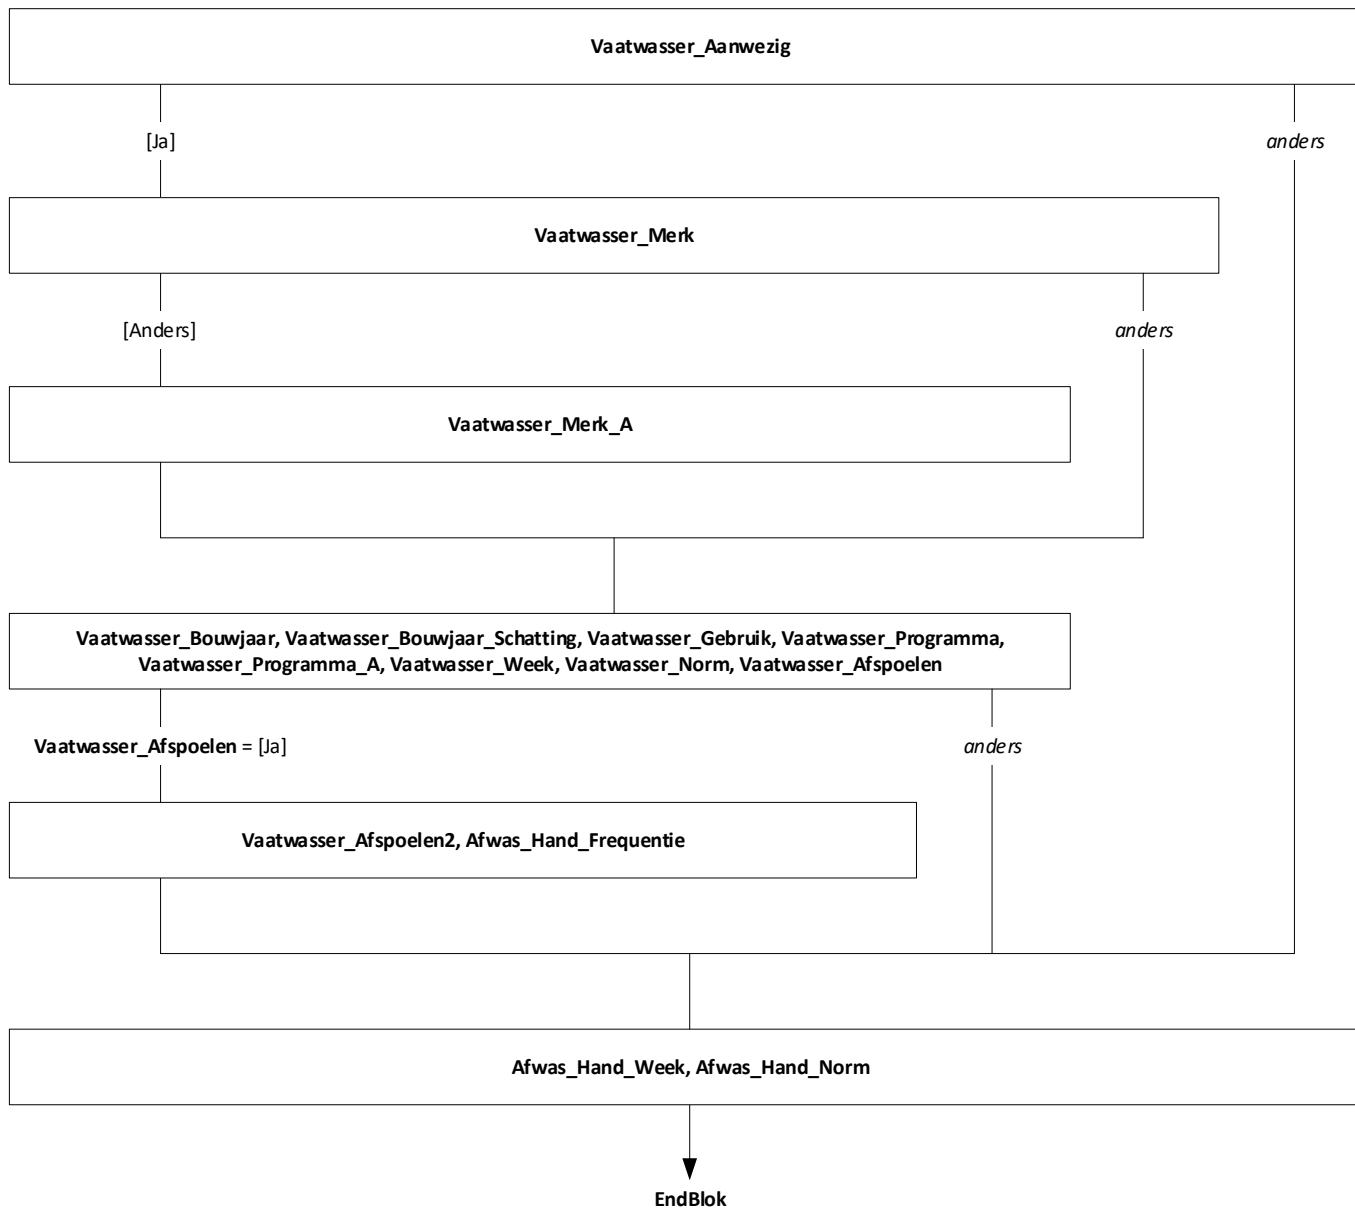 Vaatwasser_Aanwezig
[Ja]
anders
Vaatwasser_Merk
[Anders]
anders
Vaatwasser_Merk_A
Vaatwasser_Bouwjaar, Vaatwasser_Bouwjaar_Schatting, Vaatwasser_Gebruik, Vaatwasser_Programma,
Vaatwasser_Programma_A, Vaatwasser_Week, Vaatwasser_Norm, Vaatwasser_Afspoelen
Vaatwasser_Afspoelen = [Ja]
anders
Vaatwasser_Afspoelen2, Afwas_Hand_Frequentie
Afwas_Hand_Week, Afwas_Hand_Norm
EndBlok